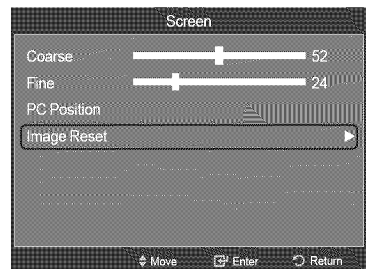 Screen
Coarse 52
Fine 24
PC Position
Image Reset
Move Enter Return